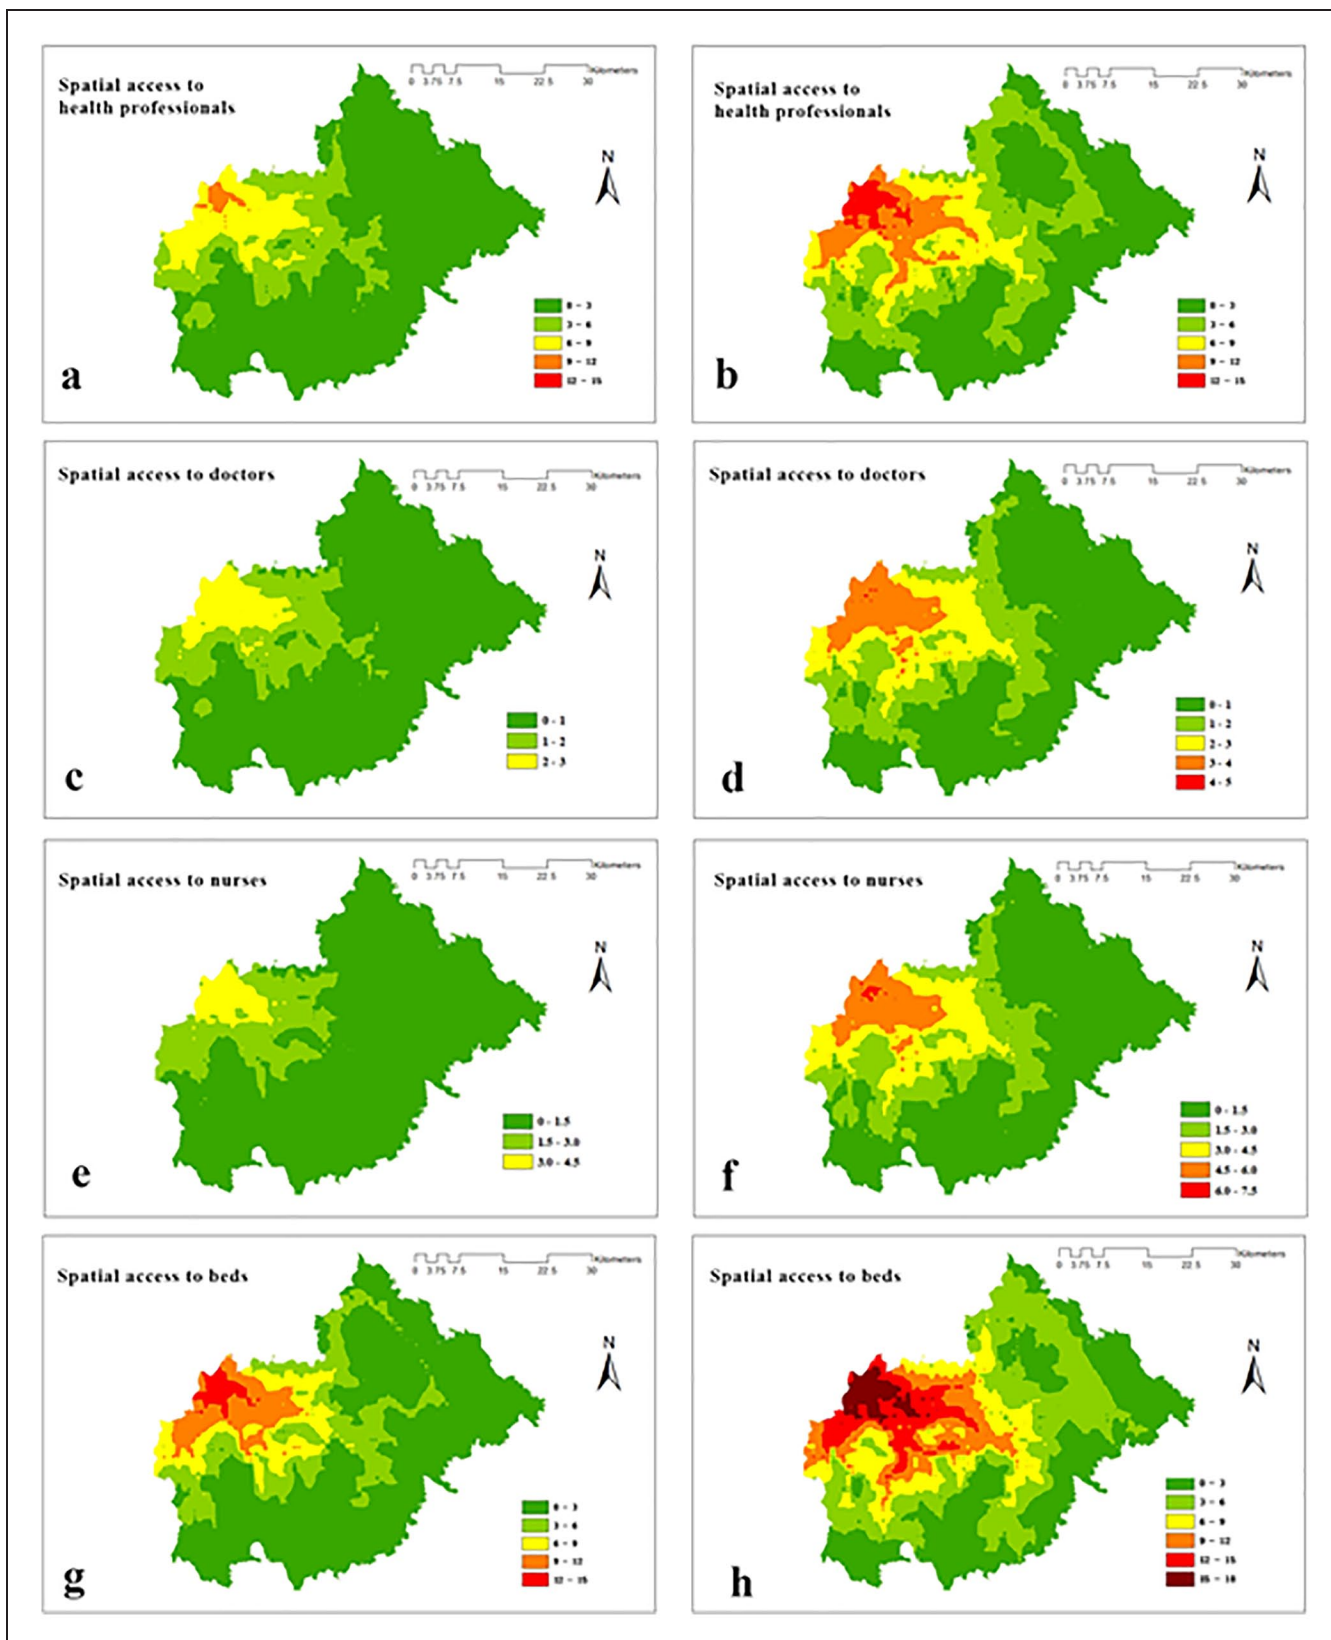 Spatial access to
health professionals
Kilometers
0 3.75 7.5 15 22.5 30
N
0 - 3
3 - 6
6 - 9
9 - 12
12 - 15
a
Spatial access to
health professionals
Kilometers
0 3.75 7.5 15 22.5 30
N
0 - 3
3 - 6
6 - 9
9 - 12
12 - 15
b
Spatial access to doctors
Kilometers
0 3.75 7.5 15 22.5 30
N
0 - 1
1 - 2
2 - 3
c
Spatial access to doctors
Kilometers
0 3.75 7.5 15 22.5 30
N
0 - 1
1 - 2
2 - 3
3 - 4
4 - 5
d
Spatial access to nurses
Kilometers
0 3.75 7.5 15 22.5 30
N
0 - 1.5
1.5 - 3.0
3.0 - 4.5
e
Spatial access to nurses
Kilometers
0 3.75 7.5 15 22.5 30
N
0 - 1.5
1.5 - 3.0
3.0 - 4.5
4.5 - 6.0
6.0 - 7.5
f
Spatial access to beds
Kilometers
0 3.75 7.5 15 22.5 30
N
0 - 3
3 - 6
6 - 9
9 - 12
12 - 15
g
Spatial access to beds
Kilometers
0 3.75 7.5 15 22.5 30
N
0 - 3
3 - 6
6 - 9
9 - 12
12 - 15
15 - 18
h